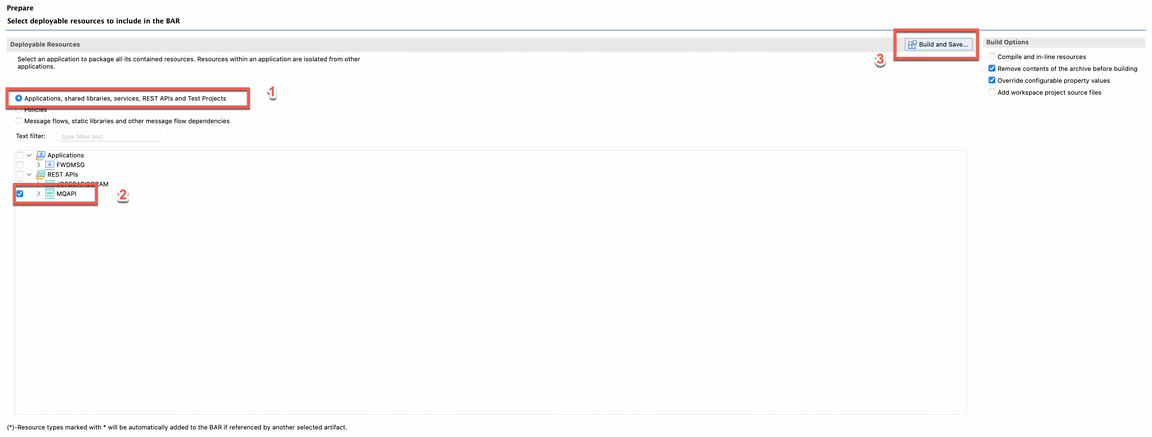 Prepare
Select deployable resources to include in the BAR
Deployable Resources
Build and Save...
3
Build Options
Select an application to package all its contained resources. Resources within an application are isolated from other
applications.
Compile and in-line resources
Remove contents of the archive before building
Override configurable property values
Add workspace project source files
1
Applications, shared libraries, services, REST APIs and Test Projects
Policies
Message flows, static libraries and other message flow dependencies
Text filter:
type filter text
Applications
FWDMSG
REST APIs
MQAPI
2
(*)-Resource types marked with * will be automatically added to the BAR if referenced by another selected artifact.